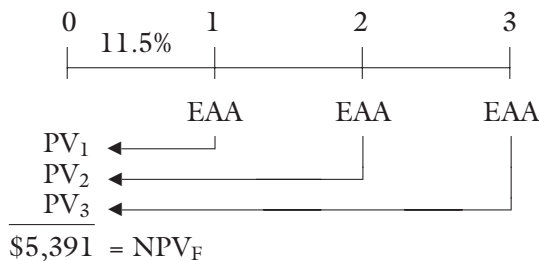 0 1 2 3
11.5%
EAA EAA EAA
PV₁
PV₂
PV₃
$5,391 = NPV_F